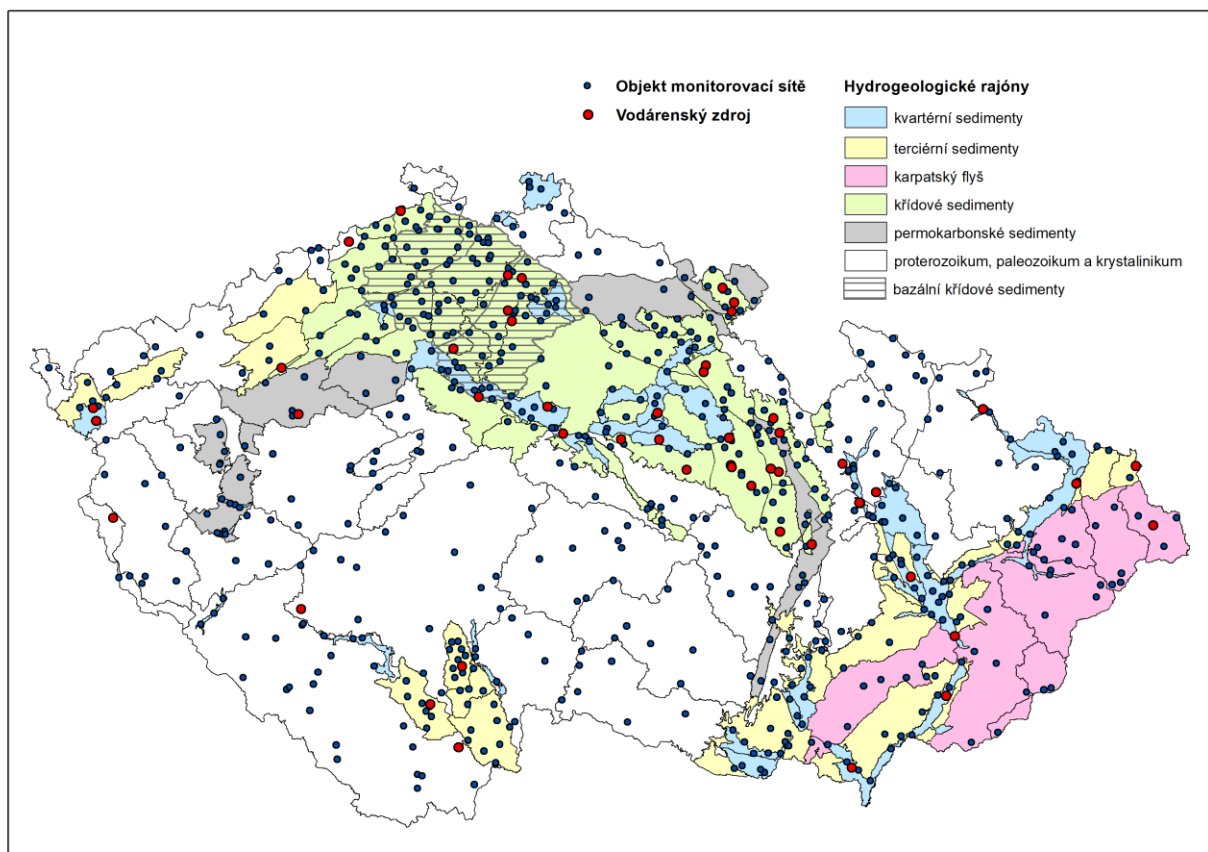 Objekt monitorovací sítě
Vodárenský zdroj
Hydrogeologické rajóny
kvartérní sedimenty
terciérní sedimenty
karpatský flyš
křídové sedimenty
permokarbonské sedimenty
proterozoikum, paleozoikum a krystalinikum
bazální křídové sedimenty